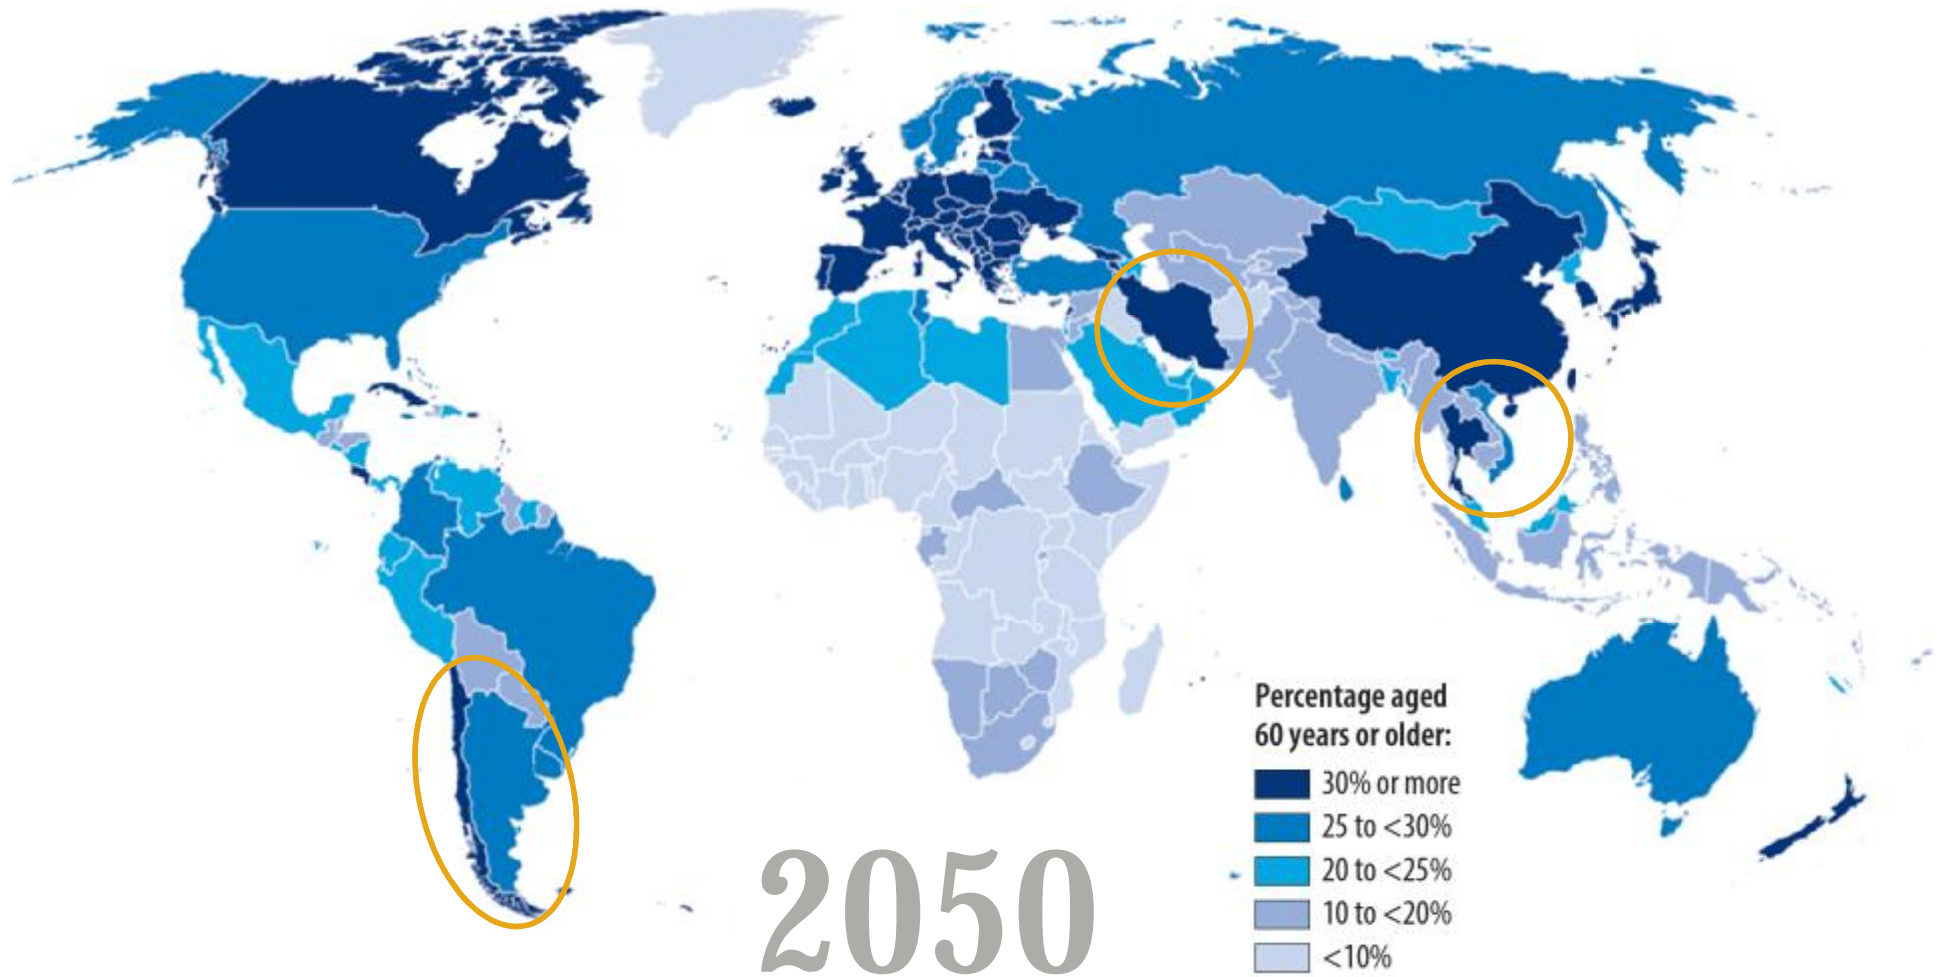 Percentage aged
60 years or older:
30% or more
25 to <30%
20 to <25%
10 to <20%
<10%
2050